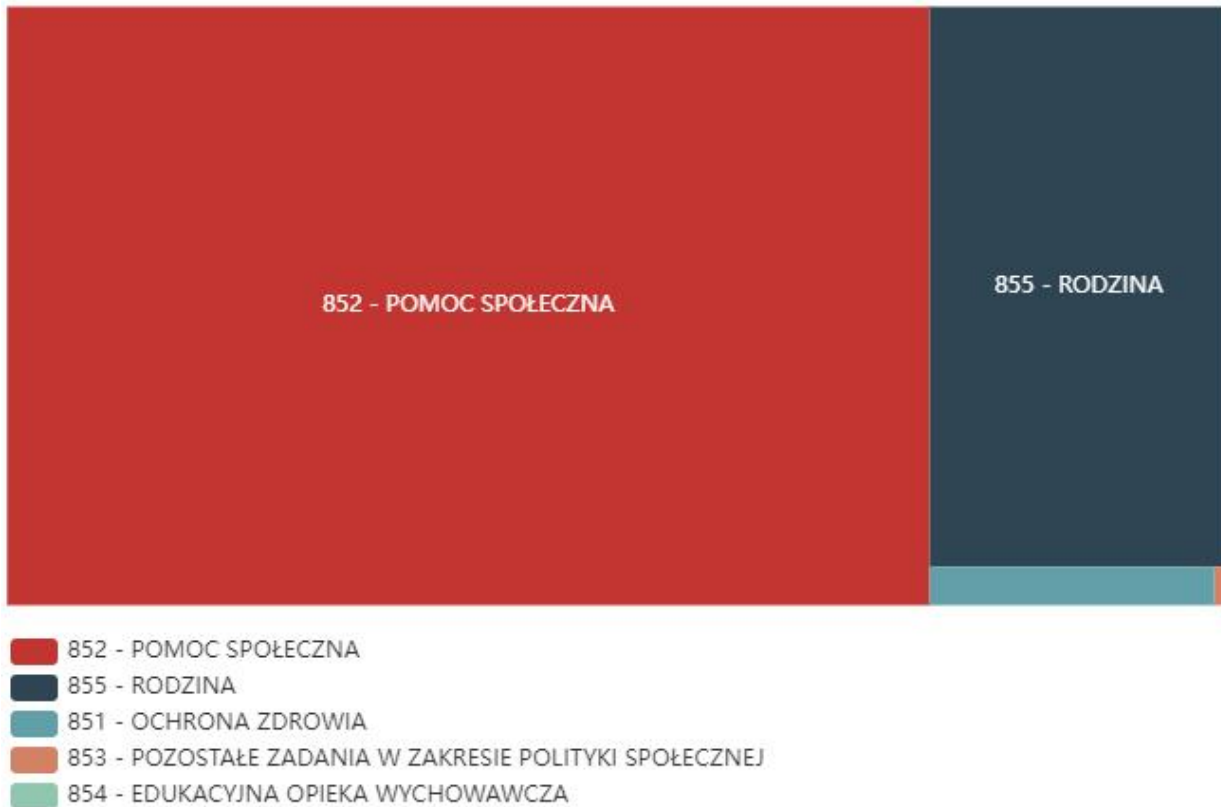 852 - POMOC SPOŁECZNA
855 - RODZINA
852 - POMOC SPOŁECZNA
855 - RODZINA
851 - OCHRONA ZDROWIA
853 - POZOSTAŁE ZADANIA W ZAKRESIE POLITYKI SPOŁECZNEJ
854 - EDUKACYJNA OPIEKA WYCHOWAWCZA